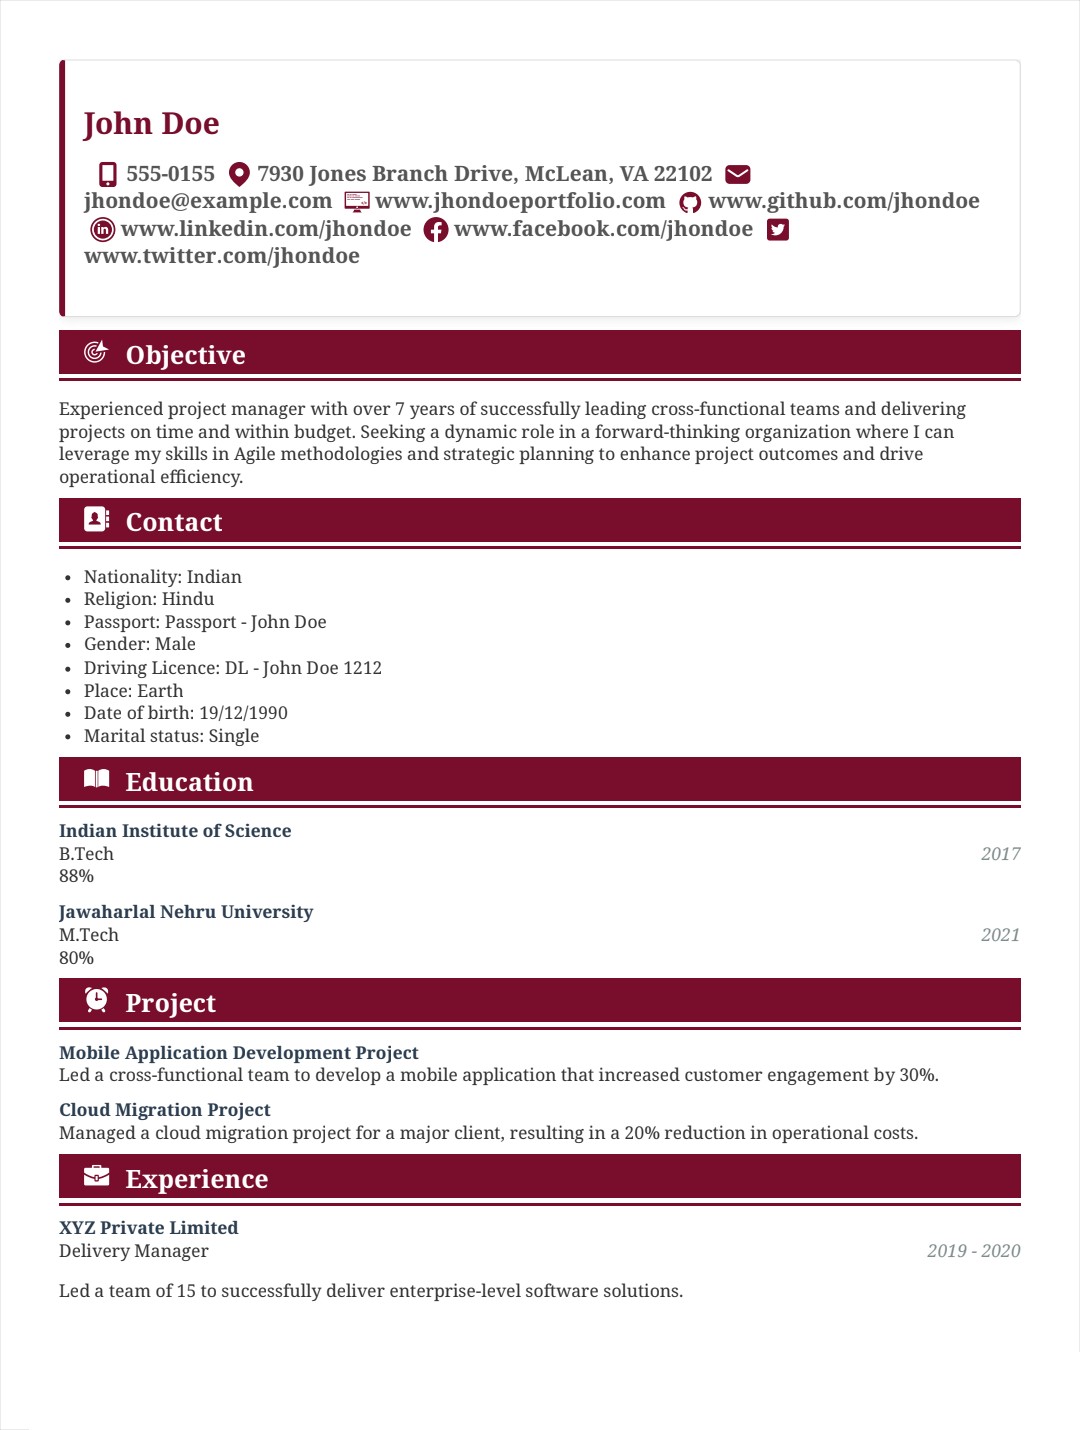 John Doe
555-0155 7930 Jones Branch Drive, McLean, VA 22102
jhondoe@example.com www.jhondoeportfolio.com www.github.com/jhondoe
www.linkedin.com/jhondoe www.facebook.com/jhondoe
www.twitter.com/jhondoe
Objective
Experienced project manager with over 7 years of successfully leading cross-functional teams and delivering
projects on time and within budget. Seeking a dynamic role in a forward-thinking organization where I can
leverage my skills in Agile methodologies and strategic planning to enhance project outcomes and drive
operational efficiency.
Contact
• Nationality: Indian
• Religion: Hindu
• Passport: Passport - John Doe
• Gender: Male
• Driving Licence: DL - John Doe 1212
• Place: Earth
• Date of birth: 19/12/1990
• Marital status: Single
Education
Indian Institute of Science
B.Tech 2017
88%
Jawaharlal Nehru University
M.Tech 2021
80%
Project
Mobile Application Development Project
Led a cross-functional team to develop a mobile application that increased customer engagement by 30%.
Cloud Migration Project
Managed a cloud migration project for a major client, resulting in a 20% reduction in operational costs.
Experience
XYZ Private Limited
Delivery Manager 2019 - 2020
Led a team of 15 to successfully deliver enterprise-level software solutions.